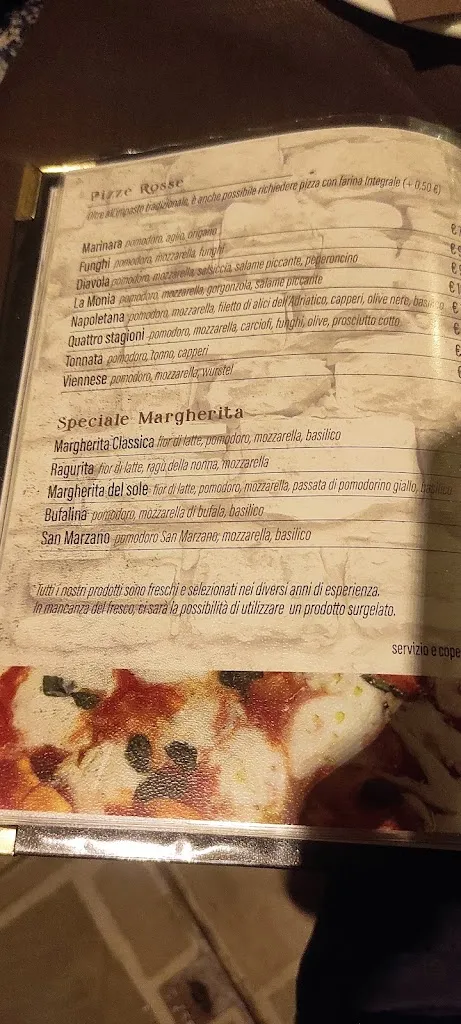 Pizze Rosse
Oltre all'impasto tradizionale, è anche possibile richiedere pizza con farina Integrale (+ 0,50 €)
Marinara pomodoro, aglio, origano
Funghi pomodoro, mozzarella, funghi
Diavola pomodoro, mozzarella, salsiccia, salame piccante, peperoncino
La Monia pomodoro, mozzarella, gorgonzola, salame piccante
Napoletana pomodoro, mozzarella, filetto di alici dell'Adriatico, capperi, olive nere, basilico
Quattro stagioni pomodoro, mozzarella, carciofi, funghi, olive, prosciutto cotto
Tonnata pomodoro, tonno, capperi
Viennese pomodoro, mozzarella, wurstel
Speciale Margherita
Margherita Classica fior di latte, pomodoro, mozzarella, basilico
Ragurita fior di latte, ragù della nonna, mozzarella
Margherita del sole fior di latte, pomodoro, mozzarella, passata di pomodorino giallo, basilico
Bufalina pomodoro, mozzarella di bufala, basilico
San Marzano pomodoro San Marzano, mozzarella, basilico
*Tutti i nostri prodotti sono freschi e selezionati nei diversi anni di esperienza.
In mancanza del fresco, ci sarà la possibilità di utilizzare un prodotto surgelato.
servizio e cope